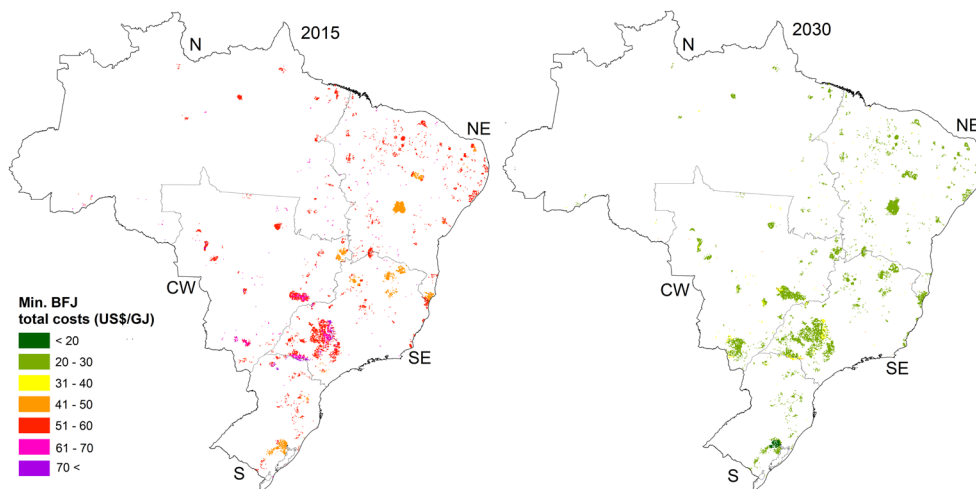 N
2015
NE
CW
SE
S
Min. BFJ
total costs (US$/GJ)
< 20
20 - 30
31 - 40
41 - 50
51 - 60
61 - 70
70 <
N
2030
NE
CW
SE
S